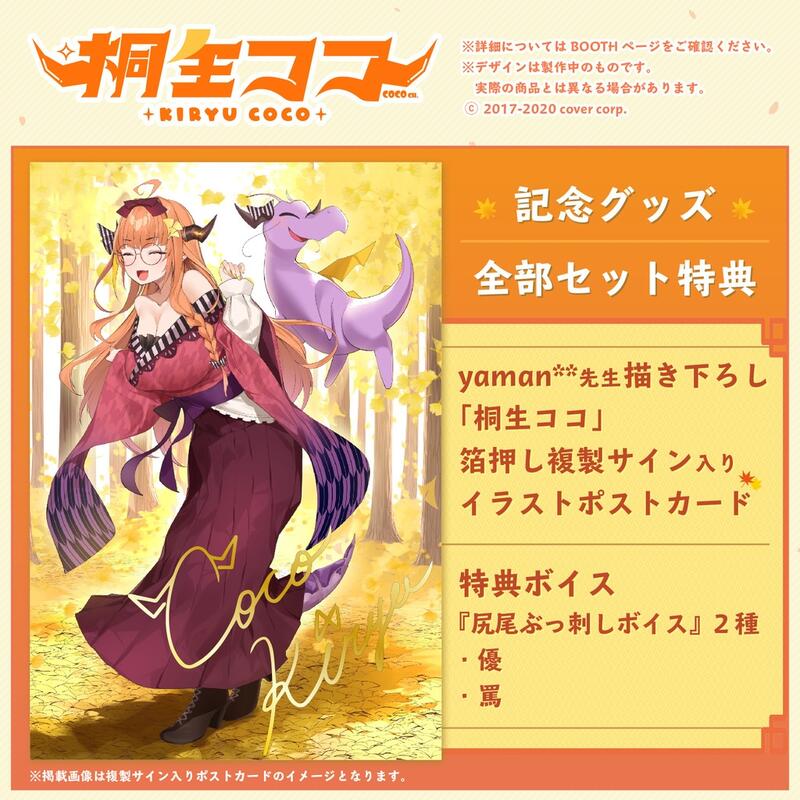 桐生ココ
COCO CH.
KIRYU COCO
※詳細については BOOTH ページをご確認ください。
※デザインは製作中のものです。
実際の商品とは異なる場合があります。
© 2017-2020 cover corp.
記念グッズ
全部セット特典
yaman**先生描き下ろし
「桐生ココ」
箔押し複製サイン入り
イラストポストカード
特典ボイス
『尻尾ぶっ刺しボイス』2種
・優
・罵
Coco
Kiryu
※掲載画像は複製サイン入りポストカードのイメージとなります。